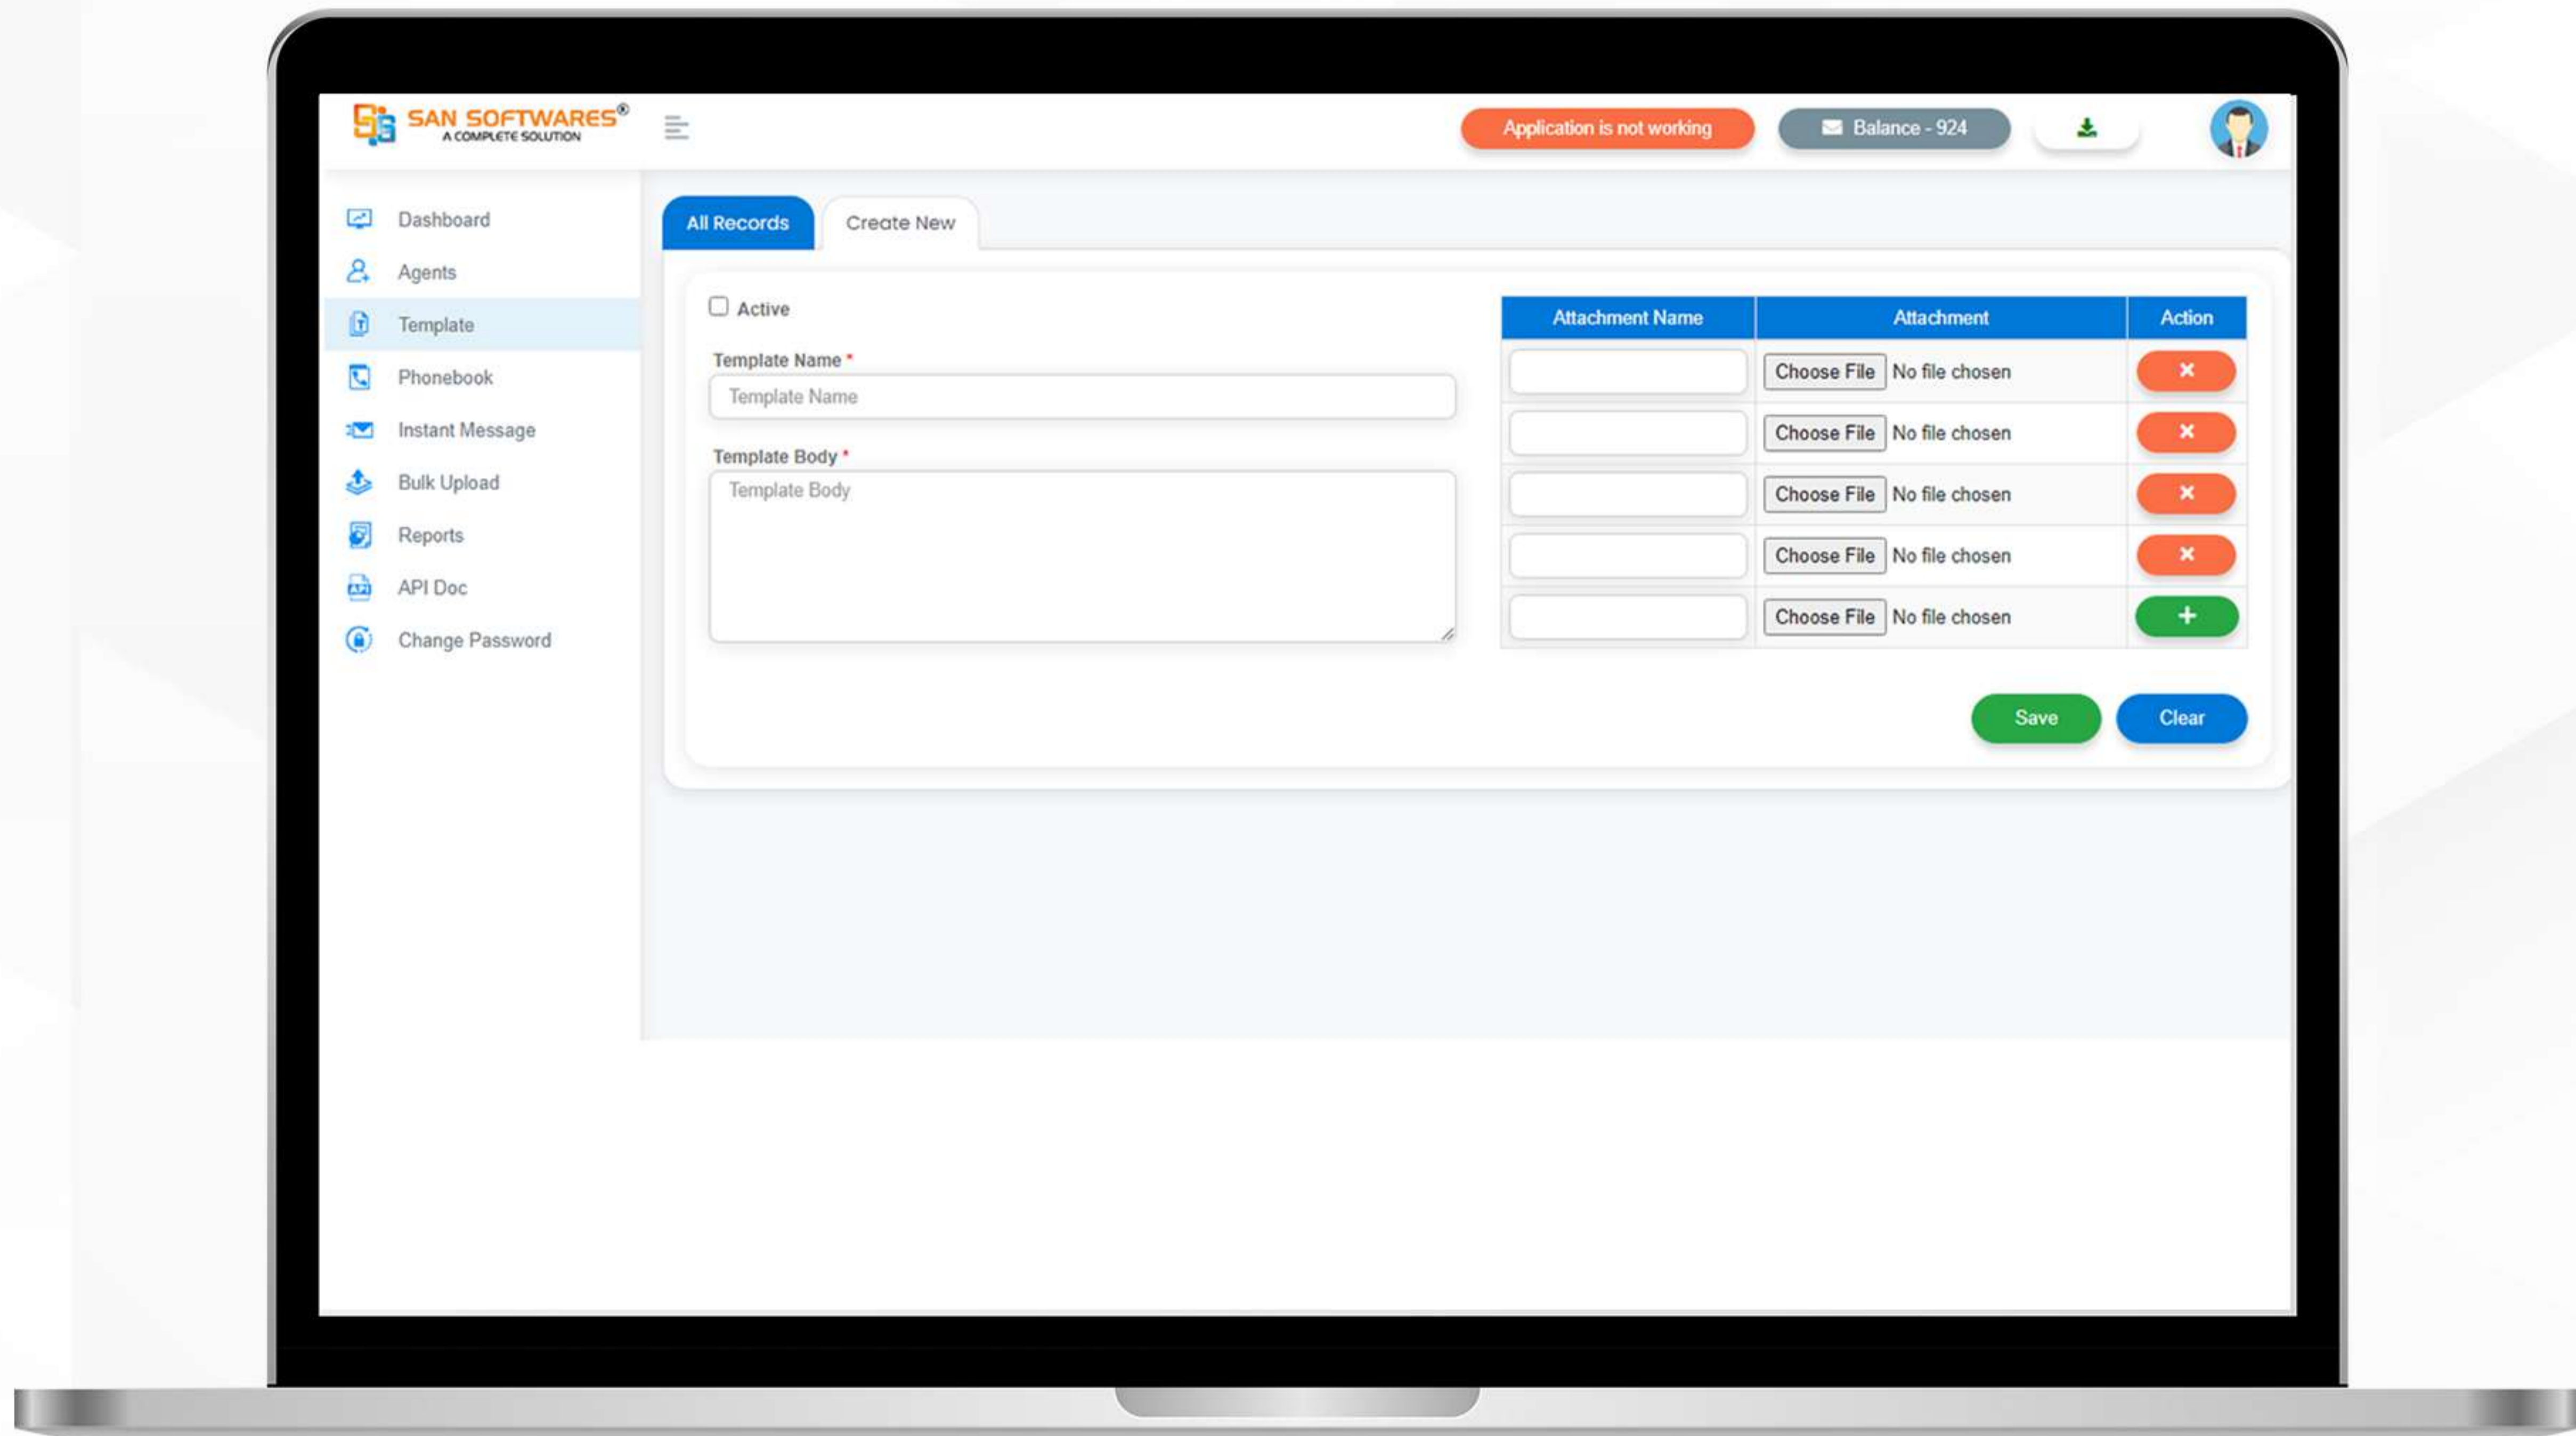 SAN SOFTWARES®
A COMPLETE SOLUTION
Application is not working
Balance - 924
Dashboard
Agents
Template
Phonebook
Instant Message
Bulk Upload
Reports
API Doc
Change Password
All Records
Create New
Active
Template Name *
Template Name
Template Body *
Template Body
Attachment Name Attachment Action
Choose File No file chosen
Choose File No file chosen
Choose File No file chosen
Choose File No file chosen
Choose File No file chosen
Save
Clear